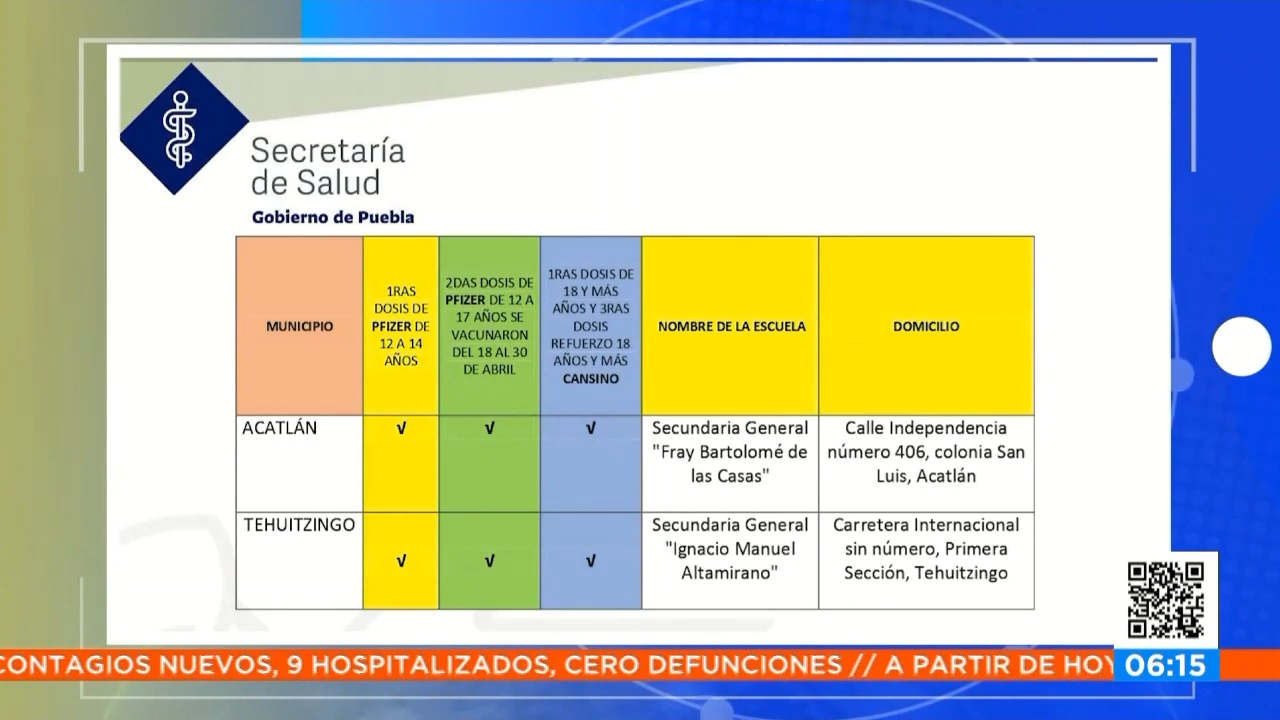 Secretaría
de Salud
Gobierno de Puebla
MUNICIPIO
1RAS
DOSIS DE
PFIZER DE
12 A 14
AÑOS
2DAS DOSIS DE
PFIZER DE 12 A
17 AÑOS SE
VACUNARON
DEL 18 AL 30
DE ABRIL
1RAS DOSIS DE
18 Y MÁS
AÑOS Y 3RAS
DOSIS
REFUERZO 18
AÑOS Y MÁS
CANSINO
NOMBRE DE LA ESCUELA
DOMICILIO
ACATLÁN
√
√
√
Secundaria General
"Fray Bartolomé de
las Casas"
Calle Independencia
número 406, colonia San
Luis, Acatlán
TEHUITZINGO
√
√
√
Secundaria General
"Ignacio Manuel
Altamirano"
Carretera Internacional
sin número, Primera
Sección, Tehuitzingo
CONTAGIOS NUEVOS, 9 HOSPITALIZADOS, CERO DEFUNCIONES // A PARTIR DE HOY
06:15